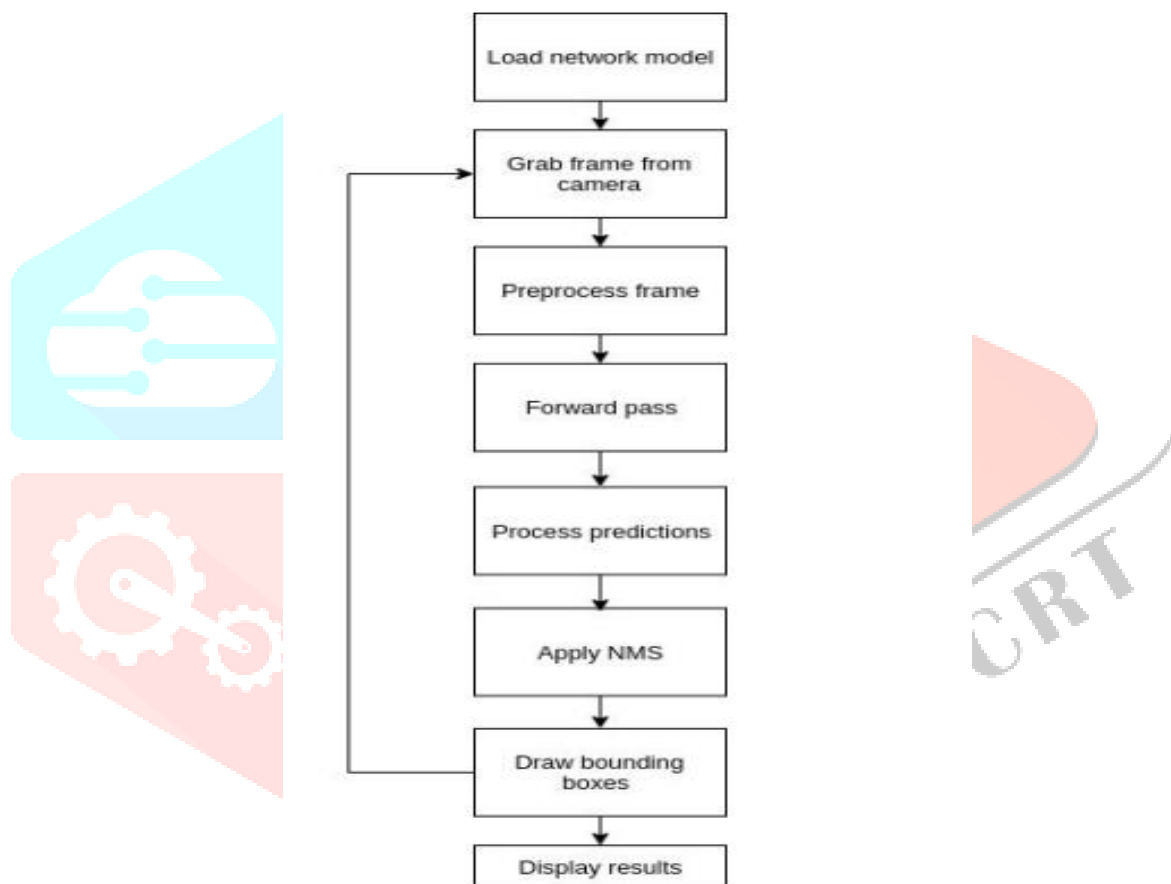 Load network model
Grab frame from
camera
Preprocess frame
Forward pass
Process predictions
Apply NMS
Draw bounding
boxes
Display results
CRT